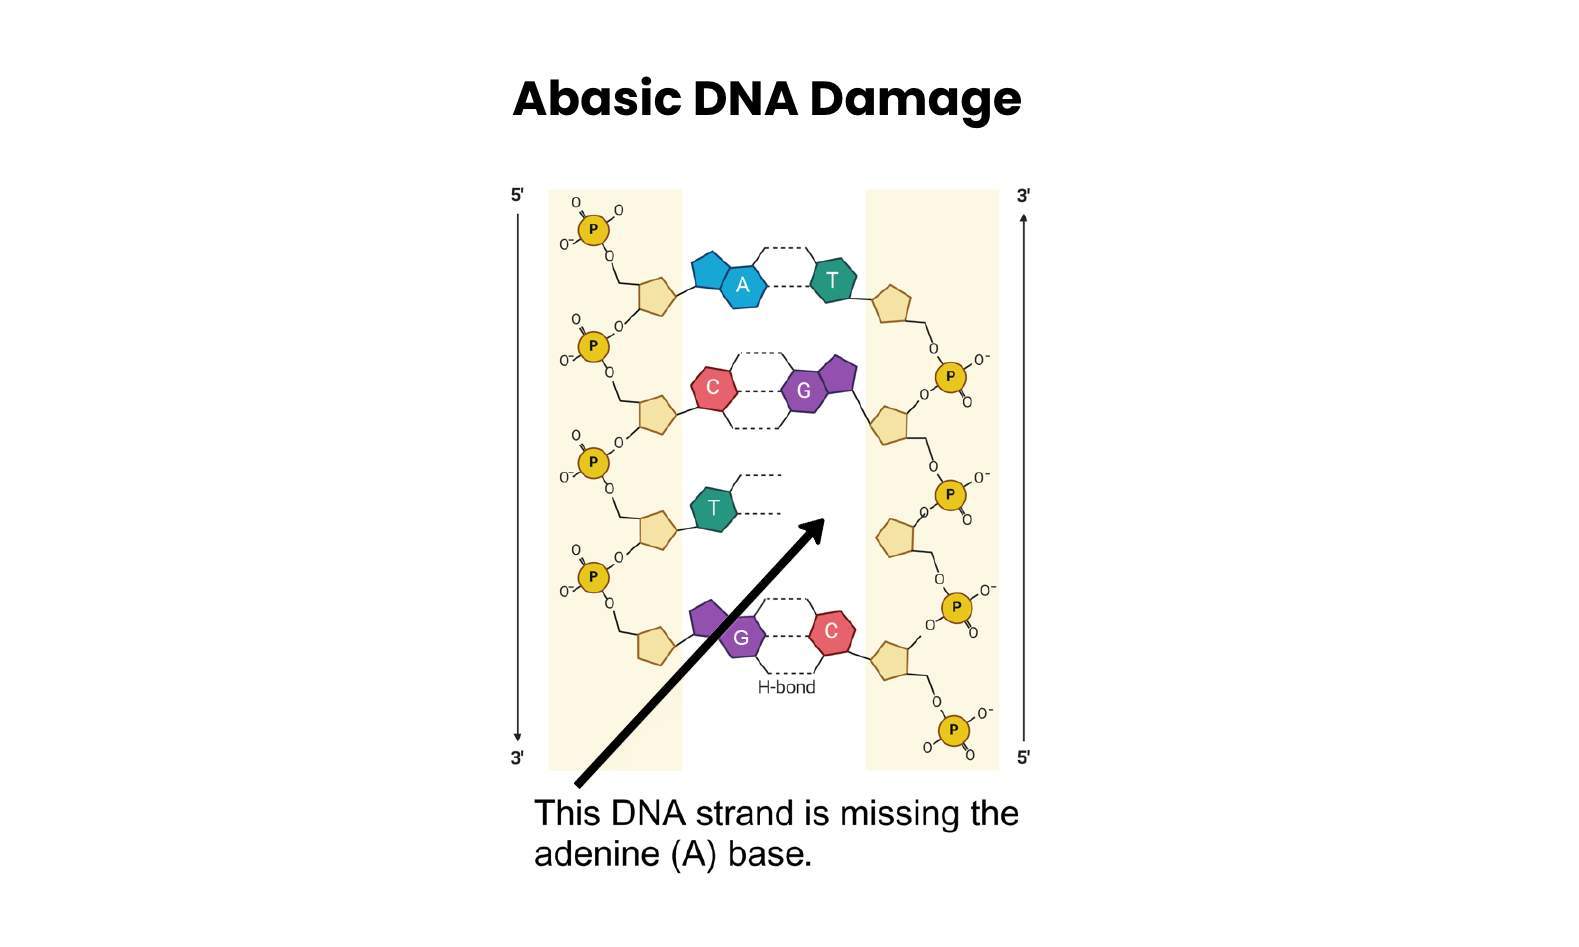 Abasic DNA Damage
5'
3'
O
O
P
O⁻
O
A
T
O
O
P
O⁻
O
O
P
O⁻
O
C
G
O
O
O
P
O⁻
O
O
P
O⁻
O
T
O
O
O
P
O⁻
O
O
P
O⁻
O
G
C
H-bond
O
P
O⁻
O
O
3'
5'
This DNA strand is missing the
adenine (A) base.